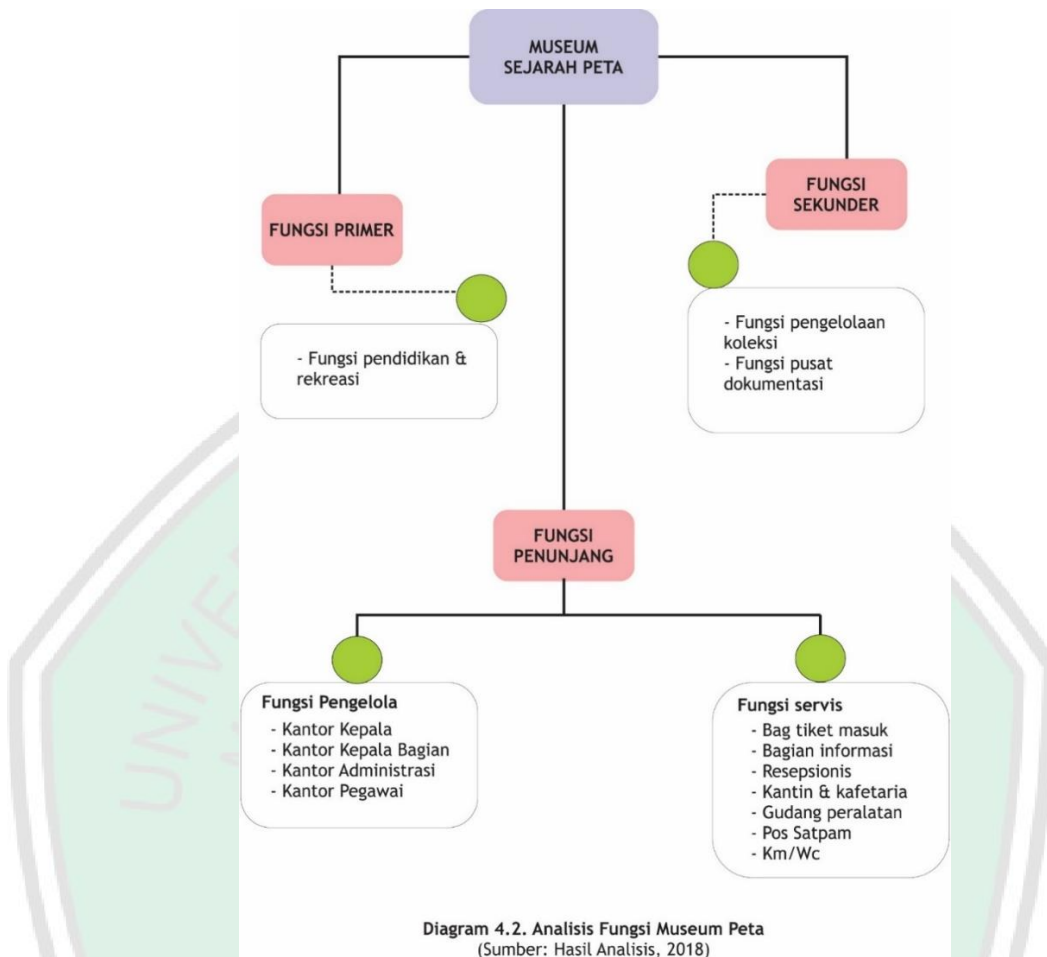 MUSEUM
SEJARAH PETA
FUNGSI PRIMER
- Fungsi pendidikan &
rekreasi
FUNGSI
SEKUNDER
- Fungsi pengelolaan
koleksi
- Fungsi pusat
dokumentasi
FUNGSI
PENUNJANG
Fungsi Pengelola
- Kantor Kepala
- Kantor Kepala Bagian
- Kantor Administrasi
- Kantor Pegawai
Fungsi servis
- Bag tiket masuk
- Bagian informasi
- Resepsionis
- Kantin & kafetaria
- Gudang peralatan
- Pos Satpam
- Km/Wc
Diagram 4.2. Analisis Fungsi Museum Peta
(Sumber: Hasil Analisis, 2018)